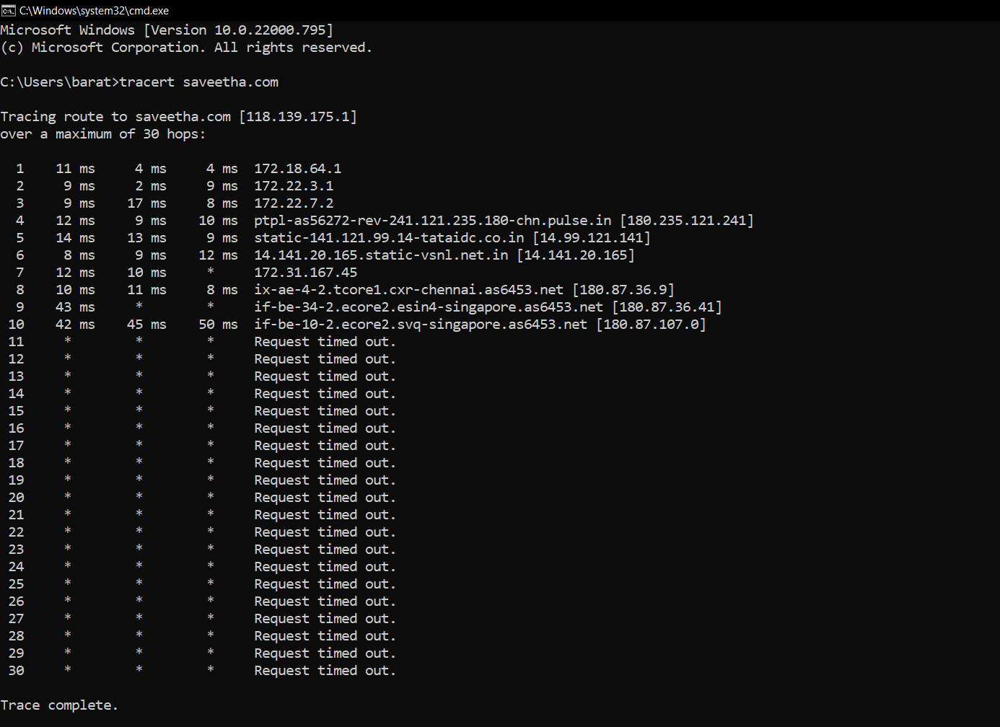 C:\Windows\system32\cmd.exe
Microsoft Windows [Version 10.0.22000.795]
(c) Microsoft Corporation. All rights reserved.
C:\Users\barat>tracert saveetha.com
Tracing route to saveetha.com [118.139.175.1]
over a maximum of 30 hops:
1 11 ms 4 ms 4 ms 172.18.64.1
2 9 ms 2 ms 9 ms 172.22.3.1
3 9 ms 17 ms 8 ms 172.22.7.2
4 12 ms 9 ms 10 ms ptpl-as56272-rev-241.121.235.180-chn.pulse.in [180.235.121.241]
5 14 ms 13 ms 9 ms static-141.121.99.14-tataidc.co.in [14.99.121.141]
6 8 ms 9 ms 12 ms 14.141.20.165.static-vsnl.net.in [14.141.20.165]
7 12 ms 10 ms * 172.31.167.45
8 10 ms 11 ms 8 ms ix-ae-4-2.tcore1.cxr-chennai.as6453.net [180.87.36.9]
9 43 ms * * if-be-34-2.ecore2.esin4-singapore.as6453.net [180.87.36.41]
10 42 ms 45 ms 50 ms if-be-10-2.ecore2.svq-singapore.as6453.net [180.87.107.0]
11 * * * Request timed out.
12 * * * Request timed out.
13 * * * Request timed out.
14 * * * Request timed out.
15 * * * Request timed out.
16 * * * Request timed out.
17 * * * Request timed out.
18 * * * Request timed out.
19 * * * Request timed out.
20 * * * Request timed out.
21 * * * Request timed out.
22 * * * Request timed out.
23 * * * Request timed out.
24 * * * Request timed out.
25 * * * Request timed out.
26 * * * Request timed out.
27 * * * Request timed out.
28 * * * Request timed out.
29 * * * Request timed out.
30 * * * Request timed out.
Trace complete.